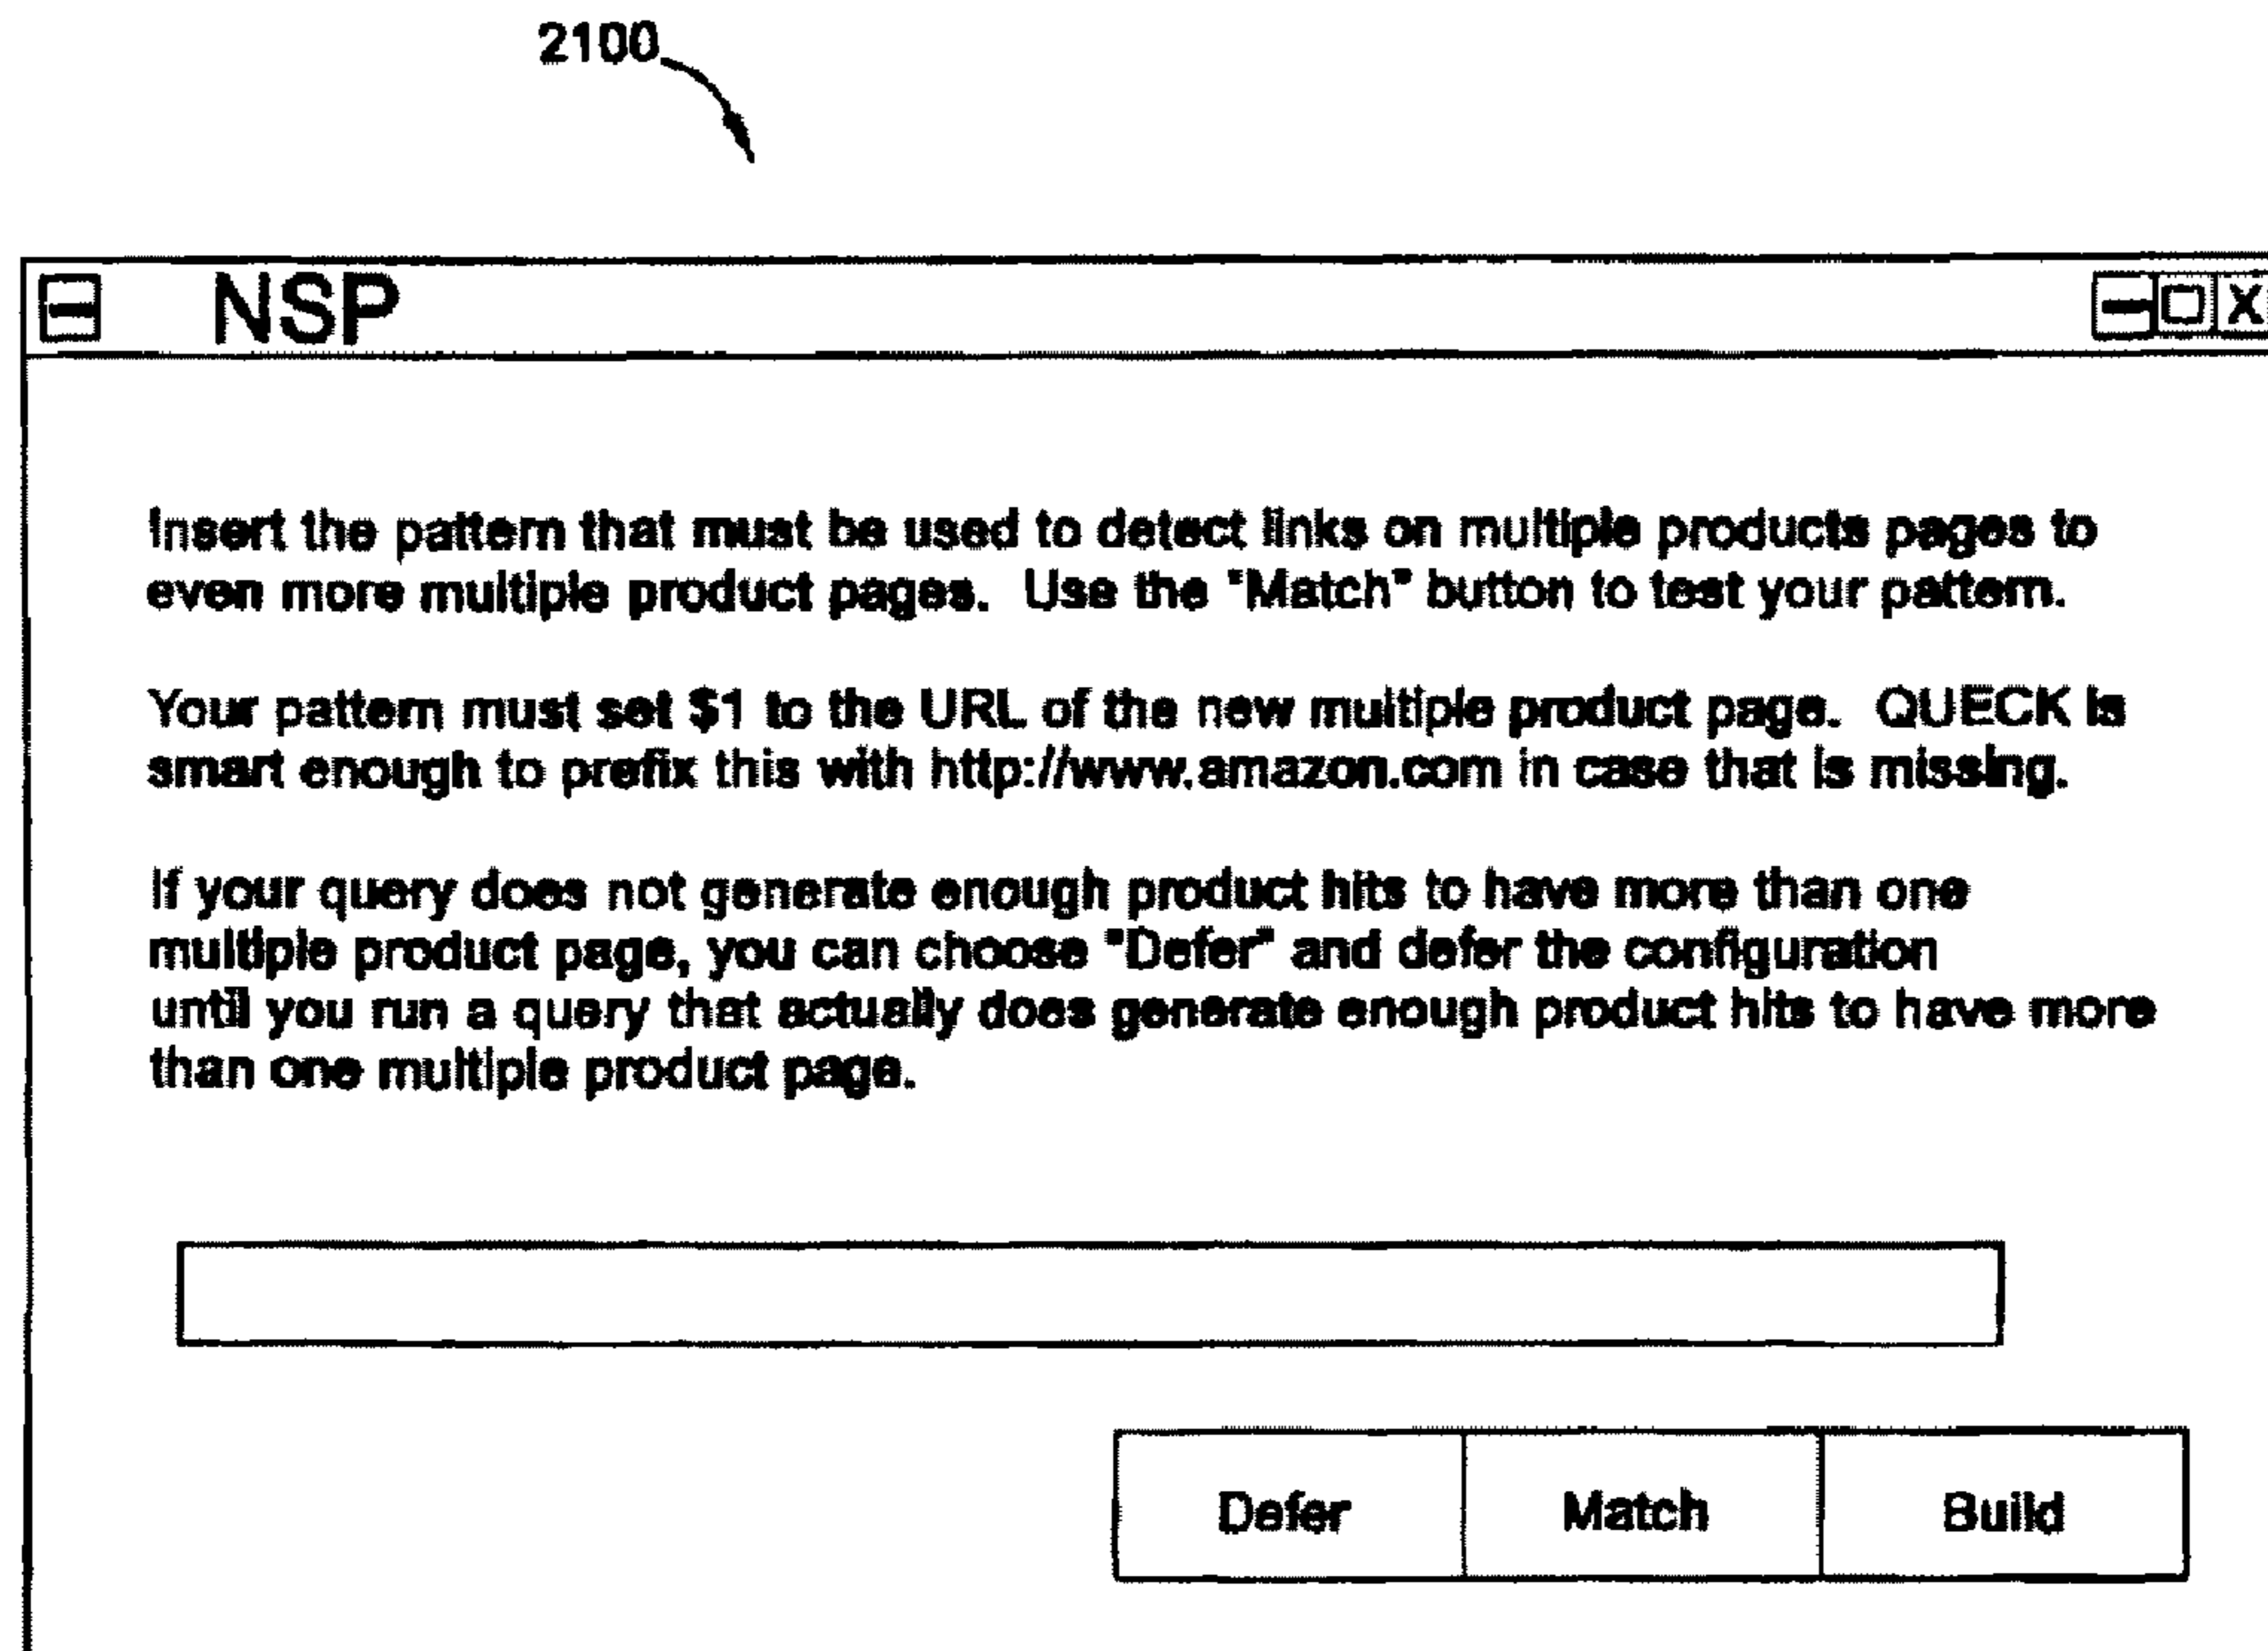 2100
NSP
Insert the pattern that must be used to detect links on multiple products pages to
even more multiple product pages. Use the "Match" button to test your pattern.
Your pattern must set $1 to the URL of the new multiple product page. QUECK is
smart enough to prefix this with http://www.amazon.com in case that is missing.
If your query does not generate enough product hits to have more than one
multiple product page, you can choose "Defer" and defer the configuration
until you run a query that actually does generate enough product hits to have more
than one multiple product page.
Defer Match Build